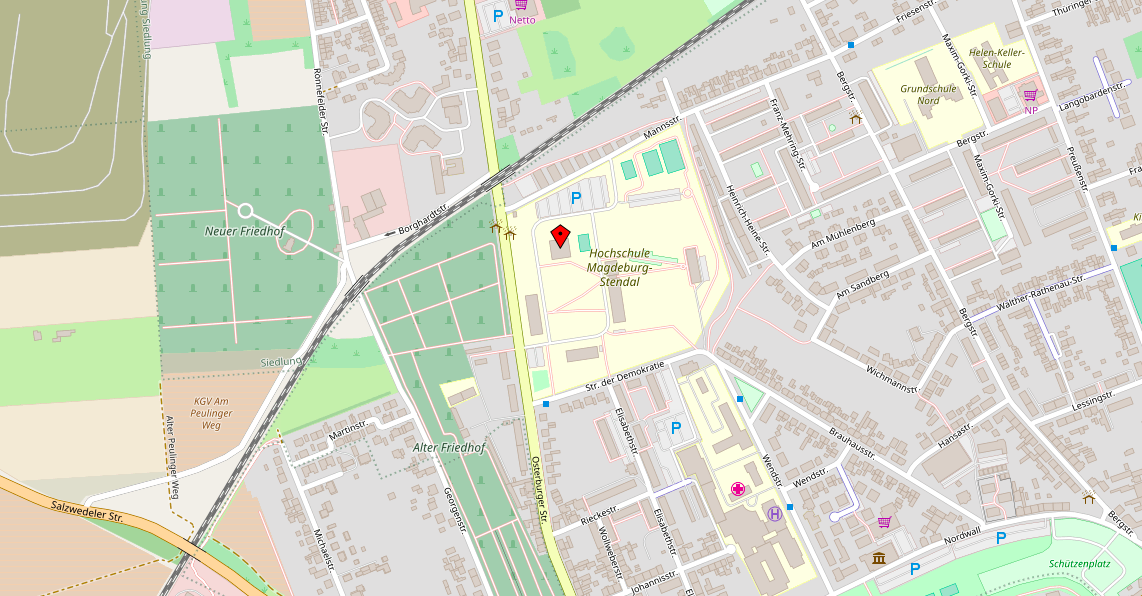 P
Netto
Friesenstr.
Thüringer
Siedlung
Ronnefelder Str.
Bergstr.
Maxim-Gorki-Str.
Helen-Keller-
Schule
Grundschule
Nord
NP
Langobardenstr.
Mannsstr.
Franz-Mehring-Str.
Bergstr.
Maxim-Gorki-Str.
Preußenstr.
Fra
P
Heinrich-Heine-Str.
Borghardtstr.
Neuer Friedhof
Am Mühlenberg
Ki
Hochschule
Magdeburg-
Stendal
Am Sandberg
Walther-Rathenau-Str.
Bergstr.
Siedlung
Str. der Demokratie
Wichmannstr.
KGV Am
Peulinger
Weg
Alter Peulinger Weg
Martinstr.
Alter Friedhof
Elisabethstr.
P
Lessingstr.
Hansastr.
Brauhausstr.
Osterburger Str.
Wendstr.
Wendstr.
Georgenstr.
Salzwedeler Str.
Rieckestr.
Elisabethstr.
H
Bergstr.
Michaelstr.
Wollweberstr.
Nordwall
P
P
Johannisstr.
El
Schützenplatz